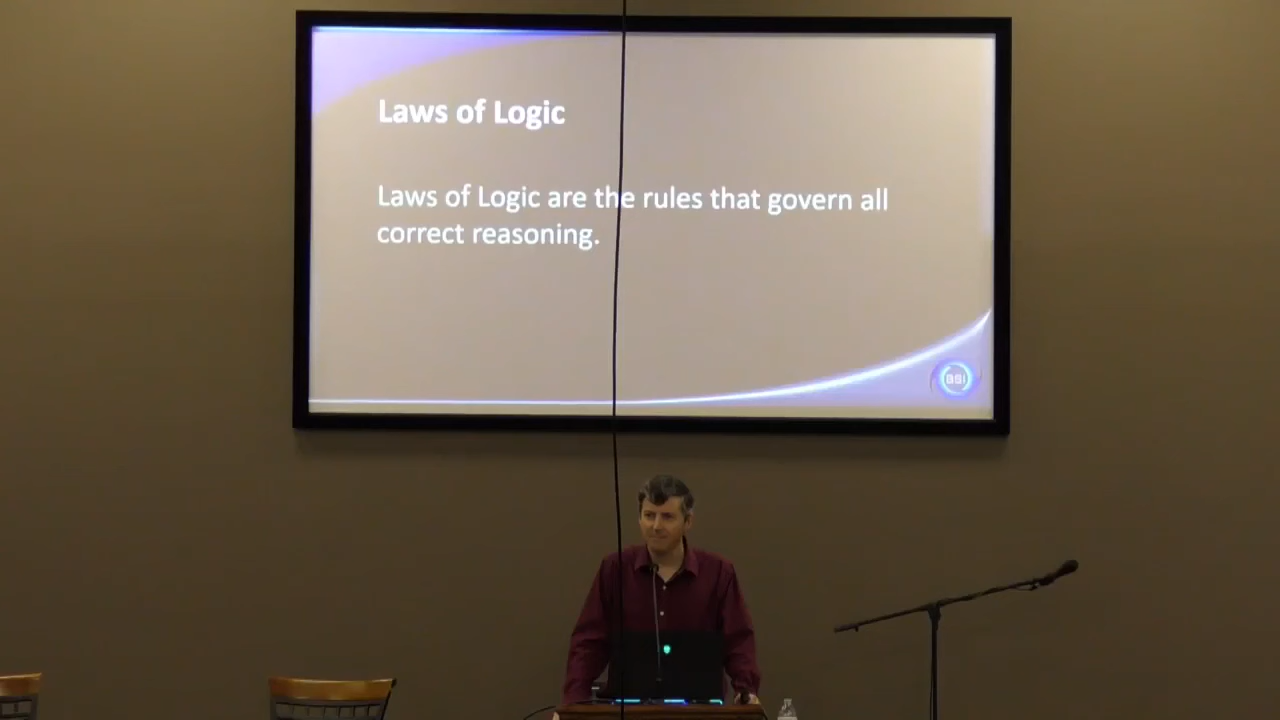 Laws of Logic
Laws of Logic are the rules that govern all
correct reasoning.
BSI